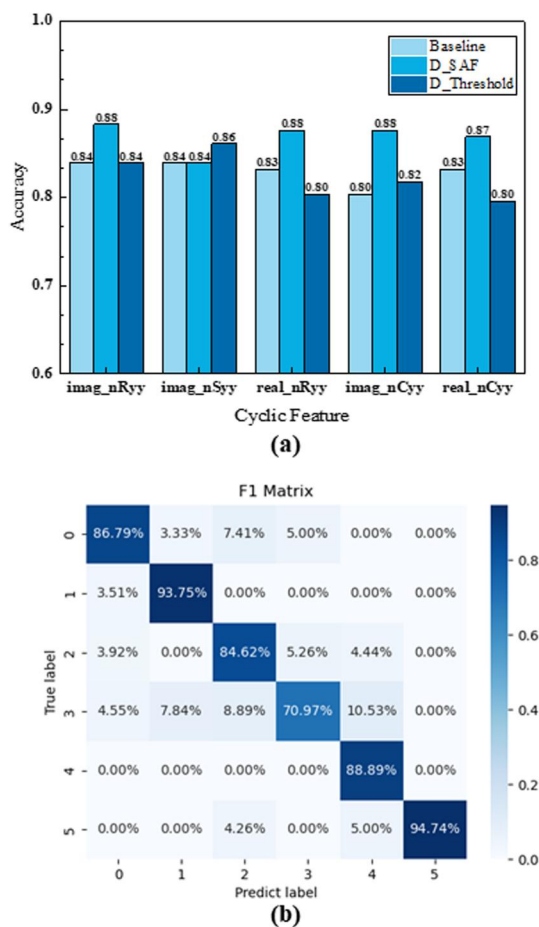 1.0
Baseline
D_SAF
D_Threshold
0.9
0.88
0.88
0.88
0.87
0.86
0.84
0.84
0.84
0.84
0.83
0.83
0.82
0.80
0.80
0.80
0.8
0.7
0.6
Accuracy
imag_nRyy imag_nSyy real_nRyy imag_nCyy real_nCyy
Cyclic Feature
(a)
F1 Matrix
0 86.79% 3.33% 7.41% 5.00% 0.00% 0.00%
1 3.51% 93.75% 0.00% 0.00% 0.00% 0.00%
2 3.92% 0.00% 84.62% 5.26% 4.44% 0.00%
3 4.55% 7.84% 8.89% 70.97% 10.53% 0.00%
4 0.00% 0.00% 0.00% 0.00% 88.89% 0.00%
5 0.00% 0.00% 4.26% 0.00% 5.00% 94.74%
0 1 2 3 4 5
True label
Predict label
0.8
0.6
0.4
0.2
0.0
(b)